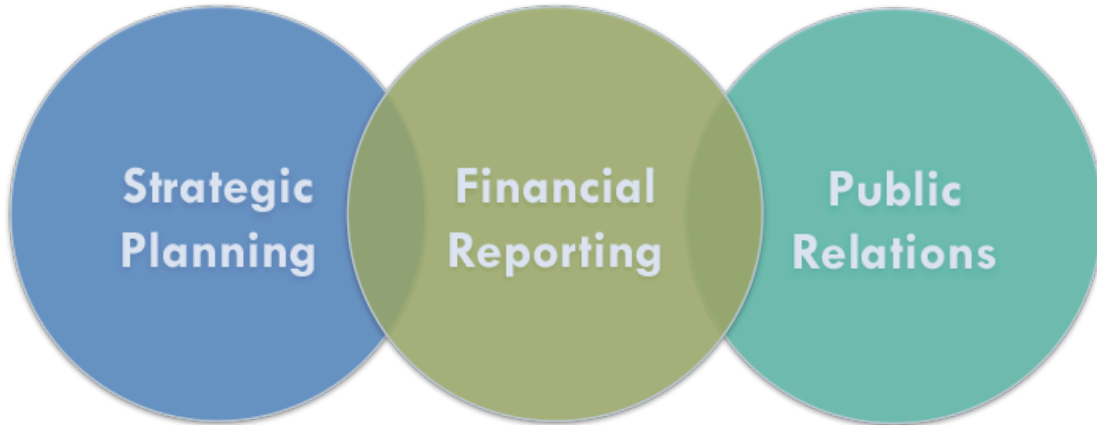 Strategic
Planning
Financial
Reporting
Public
Relations